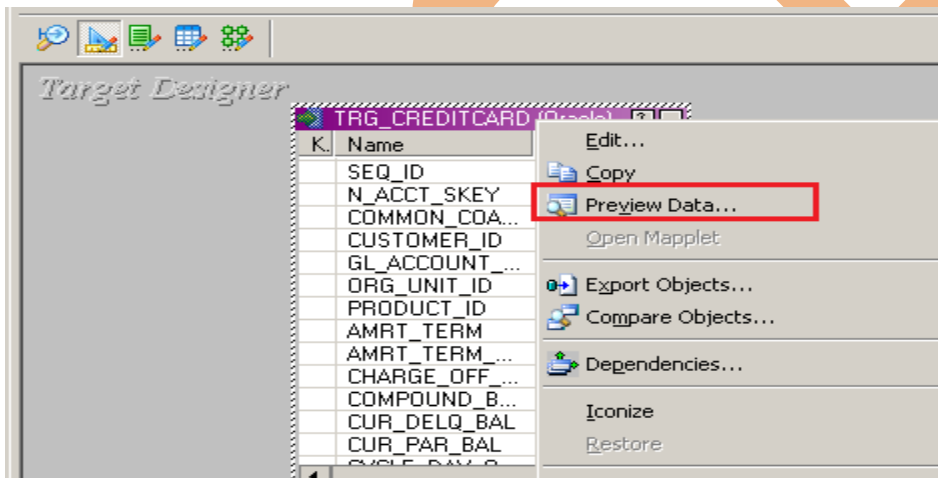 Target Designer
TRG_CREDITCARD (Oracle)
K. Name
SEQ_ID
N_ACCT_SKEY
COMMON_COA...
CUSTOMER_ID
GL_ACCOUNT_...
ORG_UNIT_ID
PRODUCT_ID
AMRT_TERM
AMRT_TERM_...
CHARGE_OFF_...
COMPOUND_B...
CUR_DELQ_BAL
CUR_PAR_BAL
Edit...
Copy
Preview Data...
Open Mapplet
Export Objects...
Compare Objects...
Dependencies...
Iconize
Restore